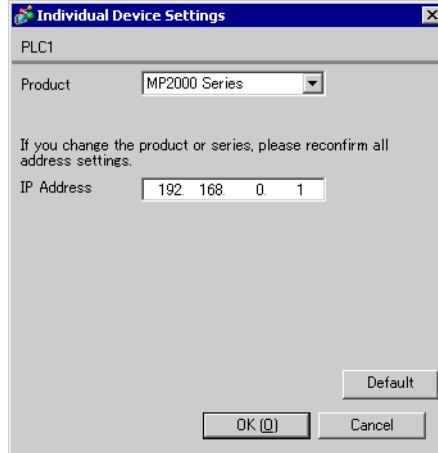 Individual Device Settings
PLC1
Product MP2000 Series
If you change the product or series, please reconfirm all
address settings.
IP Address 192. 168. 0. 1
Default
OK (O) Cancel